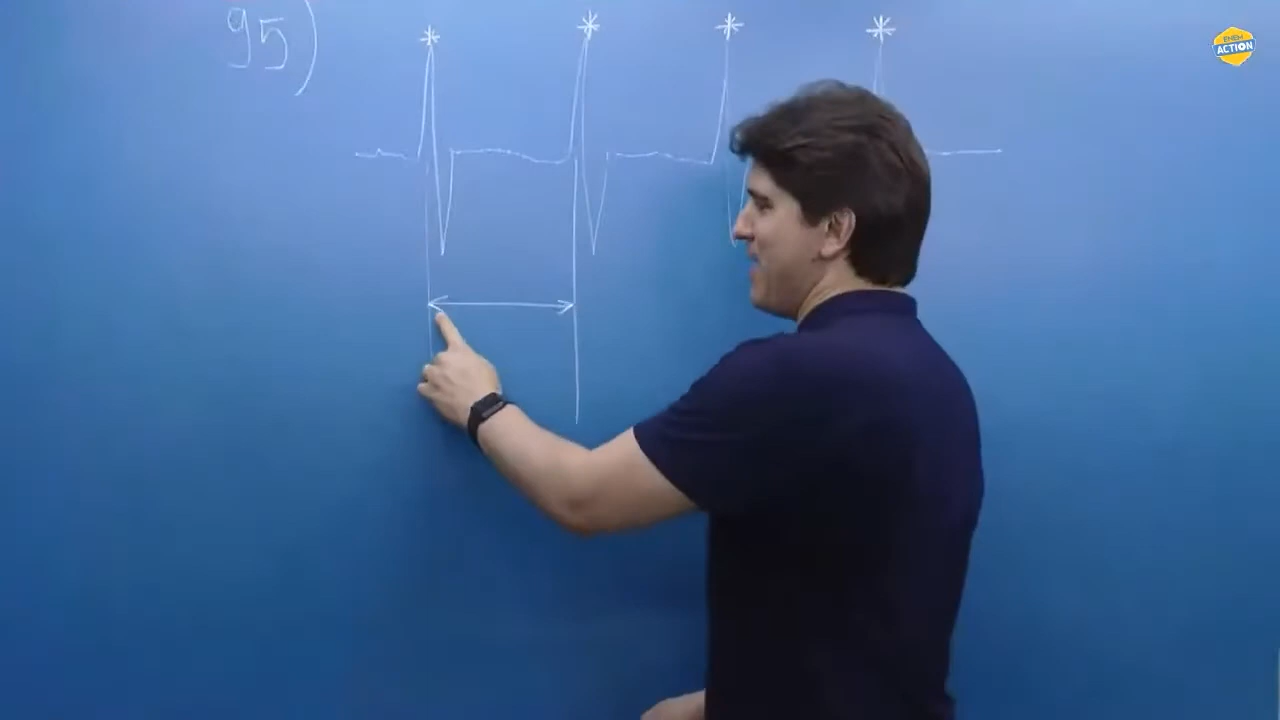 95)
* * * *
ENEM
ACTION